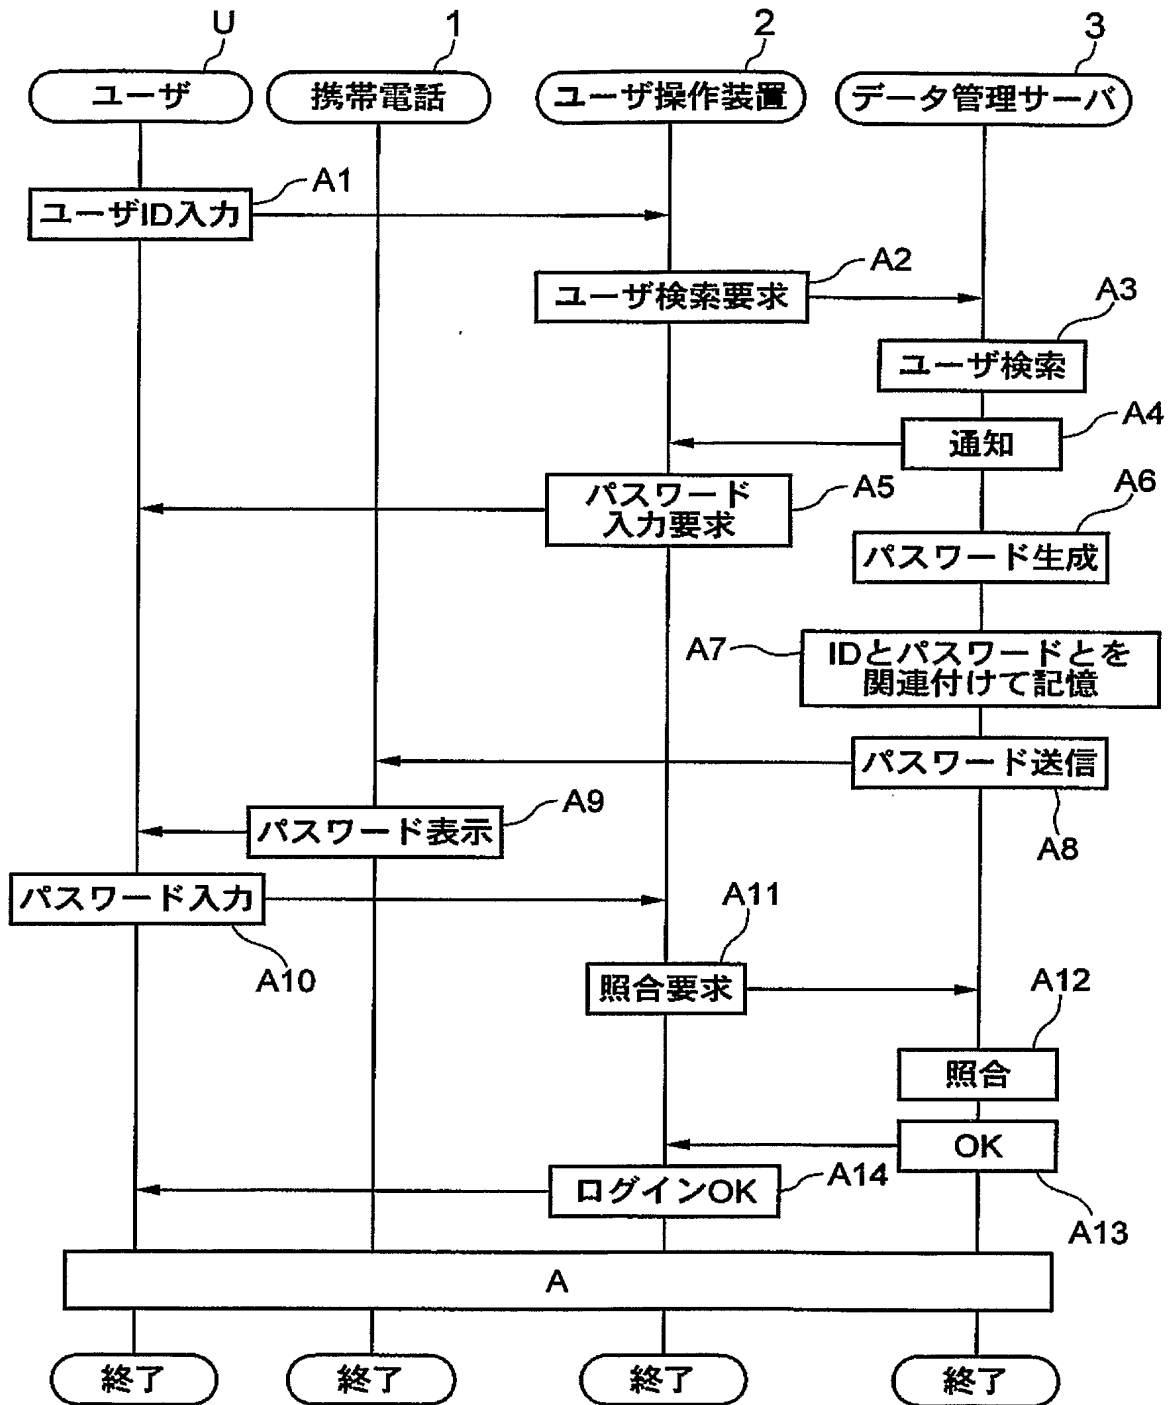 U
1
2
3
ユーザ
携帯電話
ユーザ操作装置
データ管理サーバ
A1
ユーザID入力
A2
ユーザ検索要求
A3
ユーザ検索
A4
通知
A5
パスワード
入力要求
A6
パスワード生成
A7
IDとパスワードとを
関連付けて記憶
パスワード送信
A8
A9
パスワード表示
パスワード入力
A10
A11
照合要求
A12
照合
OK
A13
ログインOK
A14
A
終了
終了
終了
終了